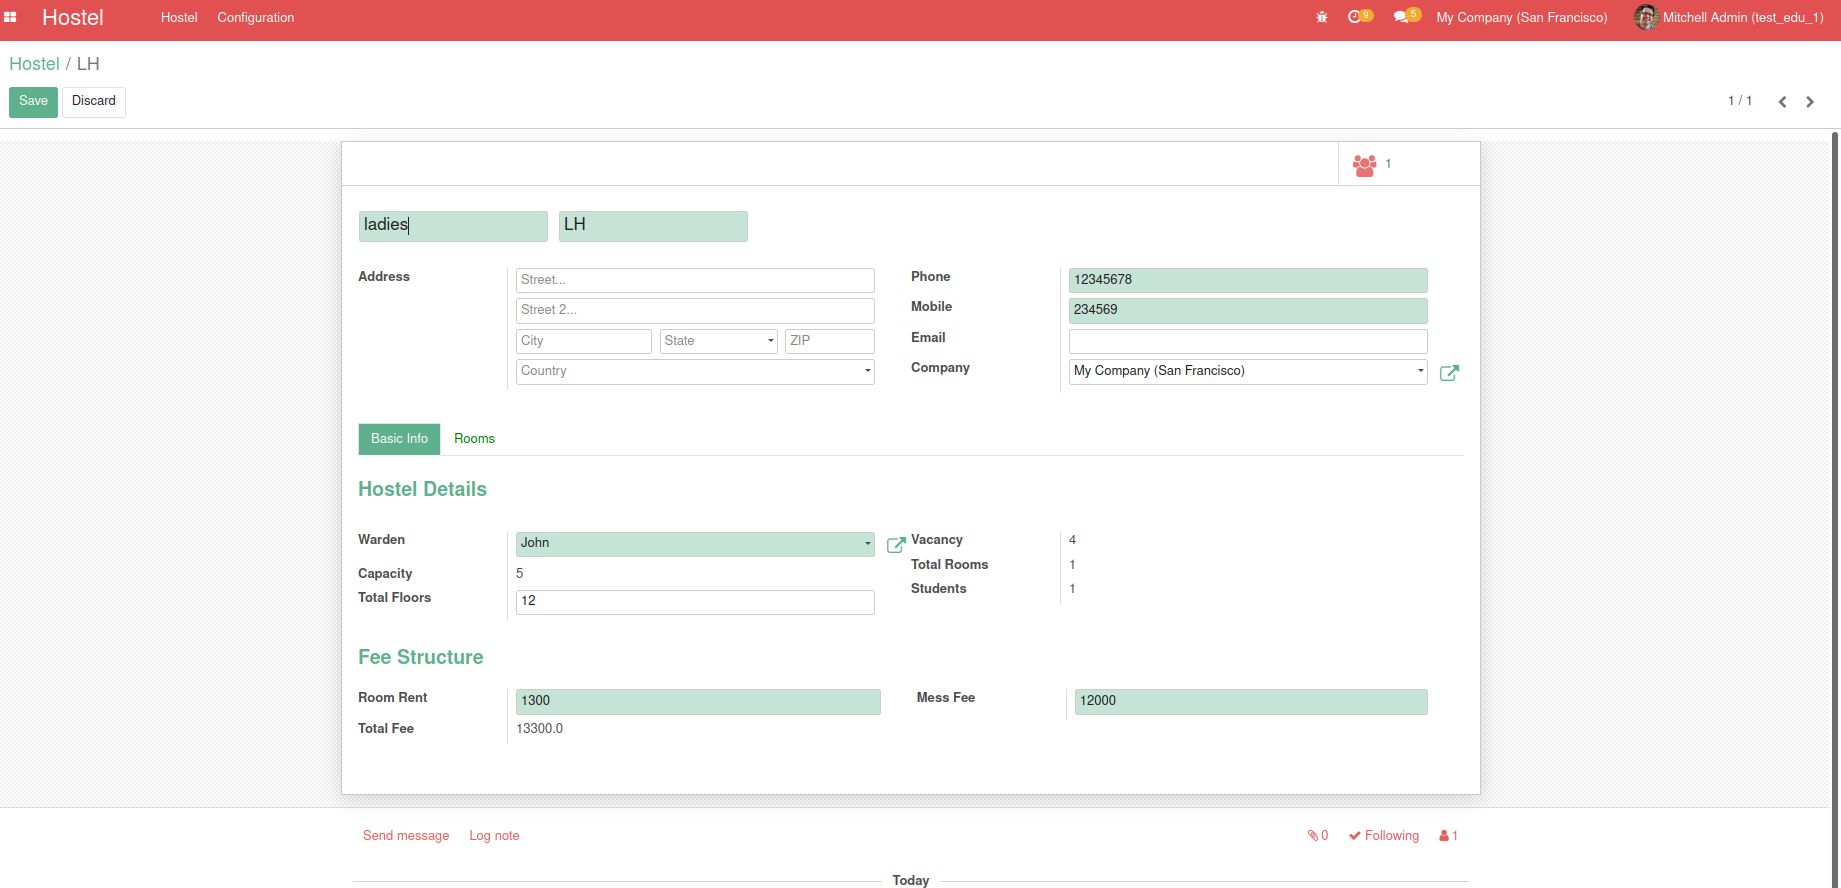 Hostel Hostel Configuration 9 5 My Company (San Francisco) Mitchell Admin (test_edu_1)
Hostel / LH
Save Discard 1 / 1
1
ladies LH
Address Street... Phone 12345678
Street 2... Mobile 234569
City State ZIP Email
Country Company My Company (San Francisco)
Basic Info Rooms
Hostel Details
Warden John Vacancy 4
Capacity 5 Total Rooms 1
Total Floors 12 Students 1
Fee Structure
Room Rent 1300 Mess Fee 12000
Total Fee 13300.0
Send message Log note 0 Following 1
Today